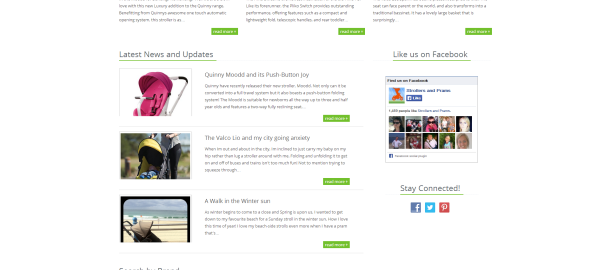 love with this new Luxury addition to the Quinny range.
Benefitting from Quinnys awesome one touch automatic
opening system, this stroller is as.
read more »
Like its forerunner, the Pike Switch provides outstanding
performance, offering features such as a compact and
lightweight fold, telescopic handles, and rear bolster .
read more »
seat can face parent or the world, and also transforms into a
traditional bassinet. It has a lovely large basket that is
surprisingly
read more »
Latest News and Updates
Quinny Moodd and its Push-Button Joy
Quinny have recently released their new stroller, Moodd. Not only can it be
converted into a full travel system but it also boasts a push-button folding
system! The Moodd is suitable for newborns all the way up to three and half
year olds and features a two-way fully reclining seat...
read more »
The Valco Lio and my city going anxiety
When im out and about in the city, im inclined to just carry my baby on my
hip rather than lug a stroller around with me. Folding and unfolding it to get
on and off of buses and trains isn't too much fun! Not to mention trying to
squeeze through.
read more »
A Walk in the Winter sun
As winter begins to come to a close and Spring is upon us, I wanted to get
down to my favourite beach for a Sunday stroll in the winter sun. How I love
this time of year! I love my beach-side strolls even more when I have a pram
that's...
read more »
Like us on Facebook
Find us on Facebook
Strollers and Prams
Like
people like Strollers and Prams.
Facebook social plugin
Stay Connected!
Search by Brand